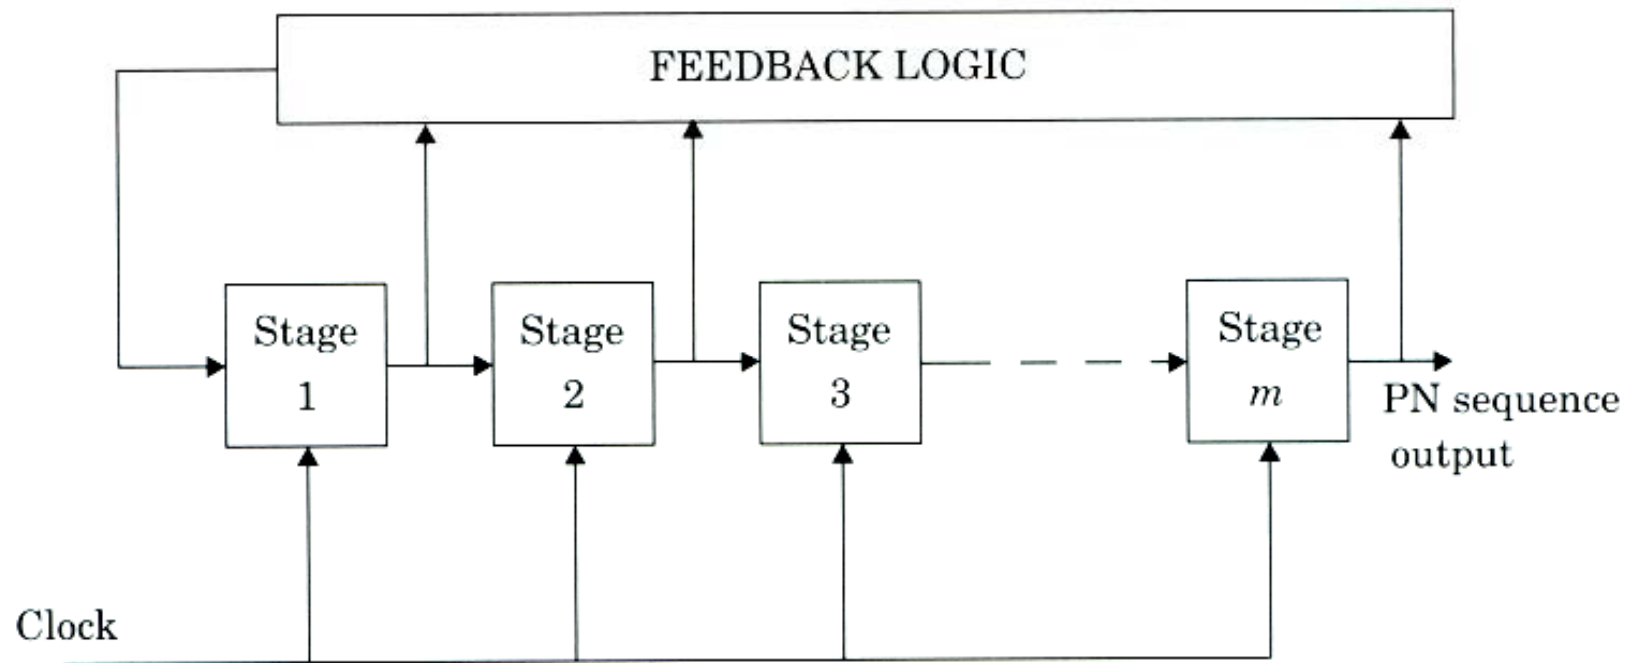 FEEDBACK LOGIC
Stage
1
Stage
2
Stage
3
Stage
m
PN sequence
output
Clock